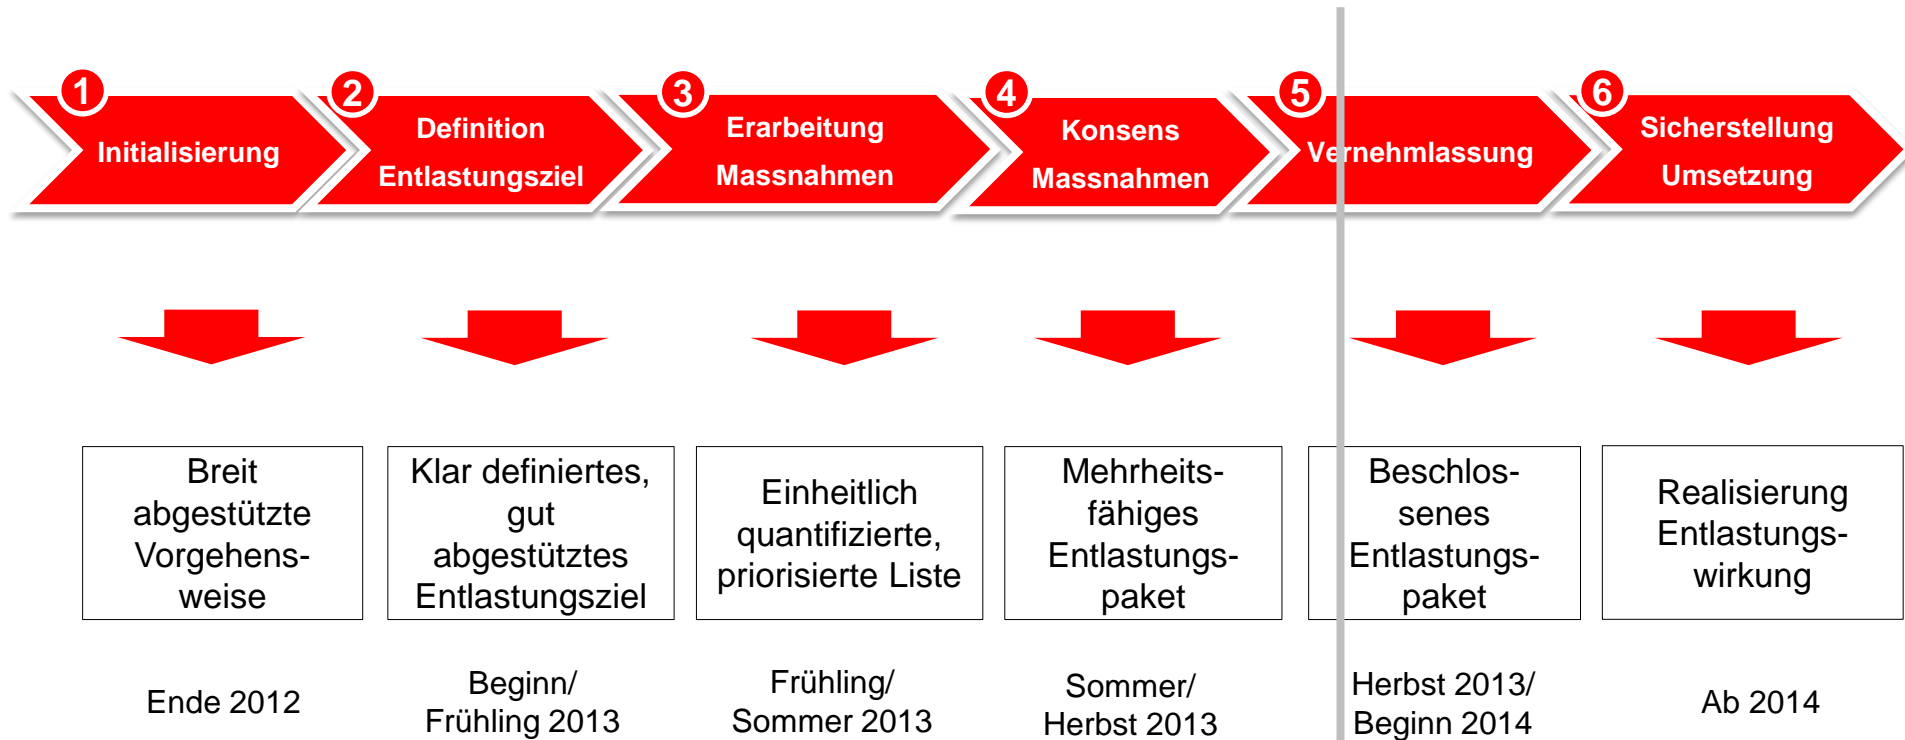 1
Initialisierung
2
Definition
Entlastungsziel
3
Erarbeitung
Massnahmen
4
Konsens
Massnahmen
5
Vernehmlassung
6
Sicherstellung
Umsetzung
Breit
abgestützte
Vorgehens-
weise
Klar definiertes,
gut
abgestütztes
Entlastungsziel
Einheitlich
quantifizierte,
priorisierte Liste
Mehrheits-
fähiges
Entlastungs-
paket
Beschlos-
senes
Entlastungs-
paket
Realisierung
Entlastungs-
wirkung
Ende 2012
Beginn/
Frühling 2013
Frühling/
Sommer 2013
Sommer/
Herbst 2013
Herbst 2013/
Beginn 2014
Ab 2014